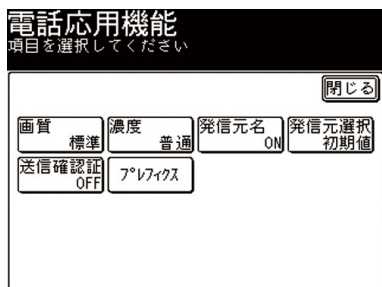 電話応用機能
項目を選択してください
閉じる
画質 濃度 発信元名 発信元選択
標準 普通 ON 初期値
送信確認証 プレフィクス
OFF